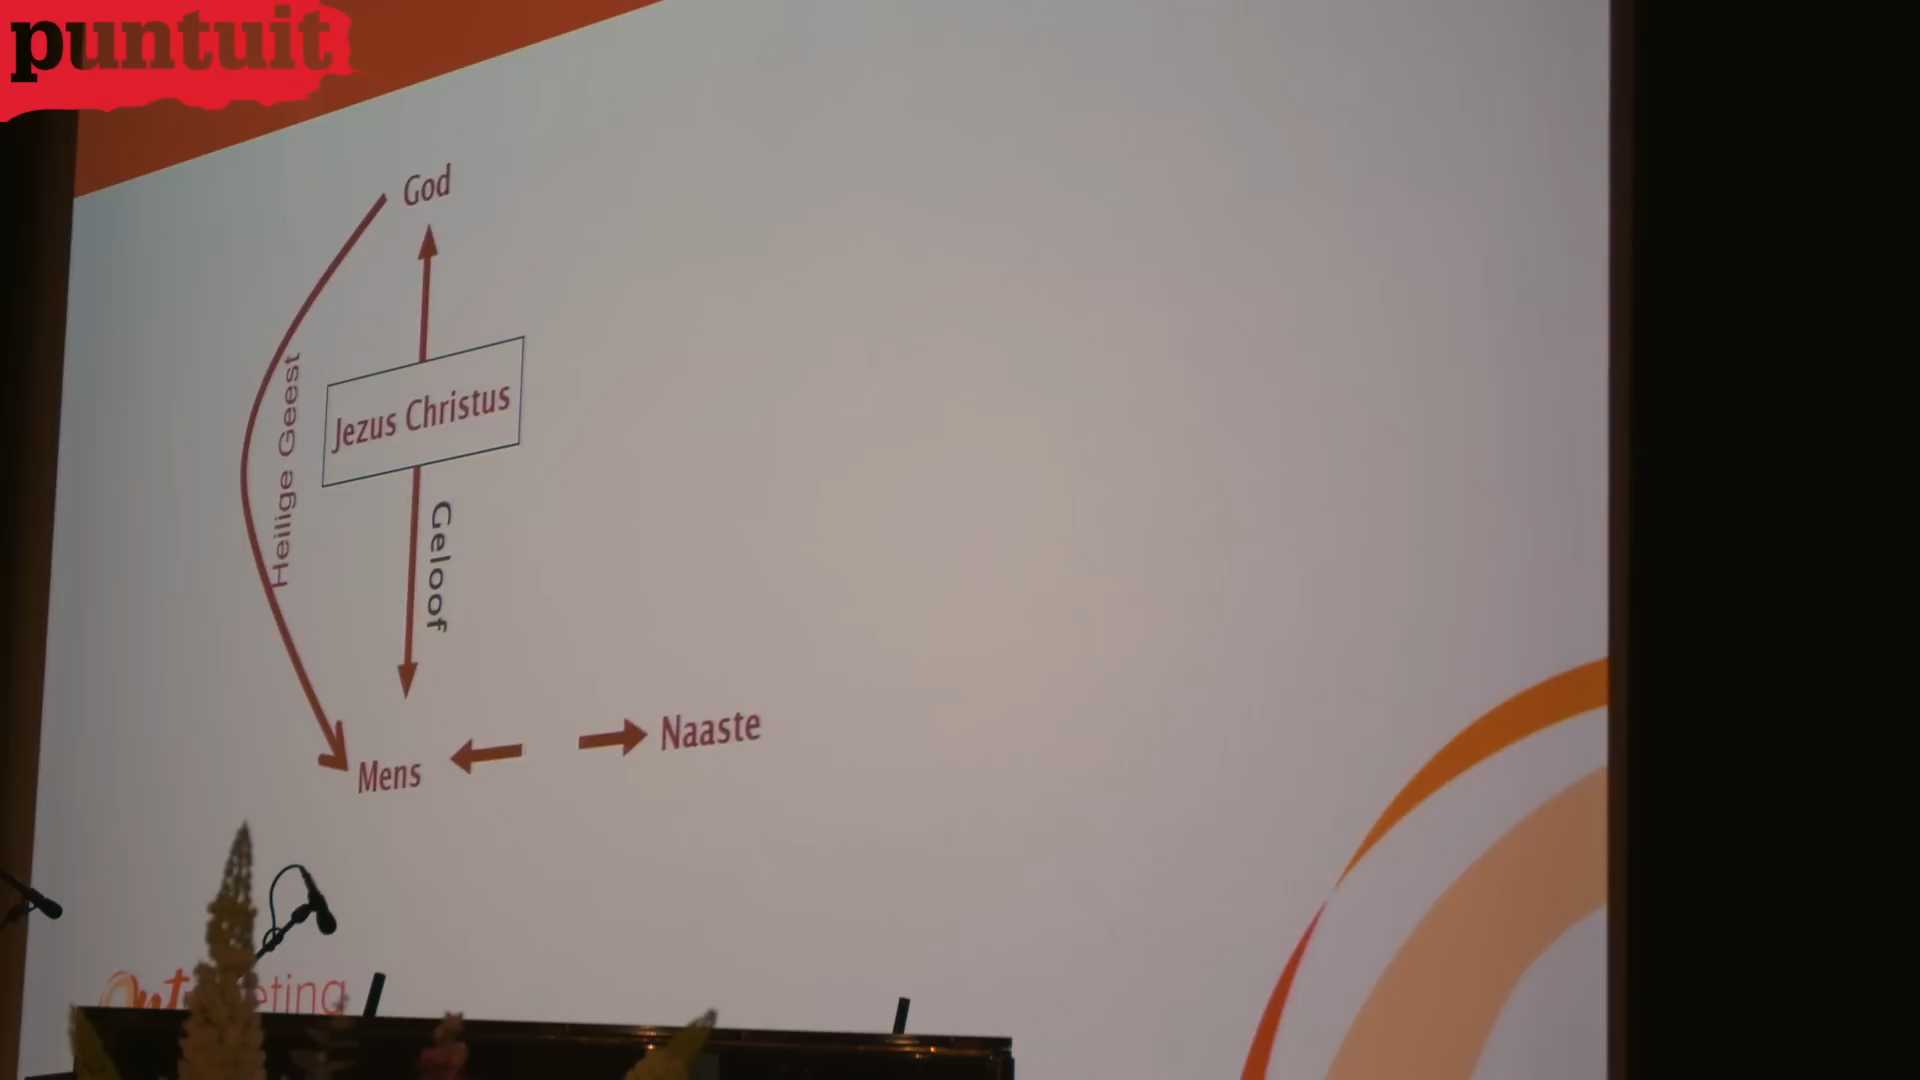 puntuit
God
Heilige Geest
Jezus Christus
Geloof
Naaste
Mens